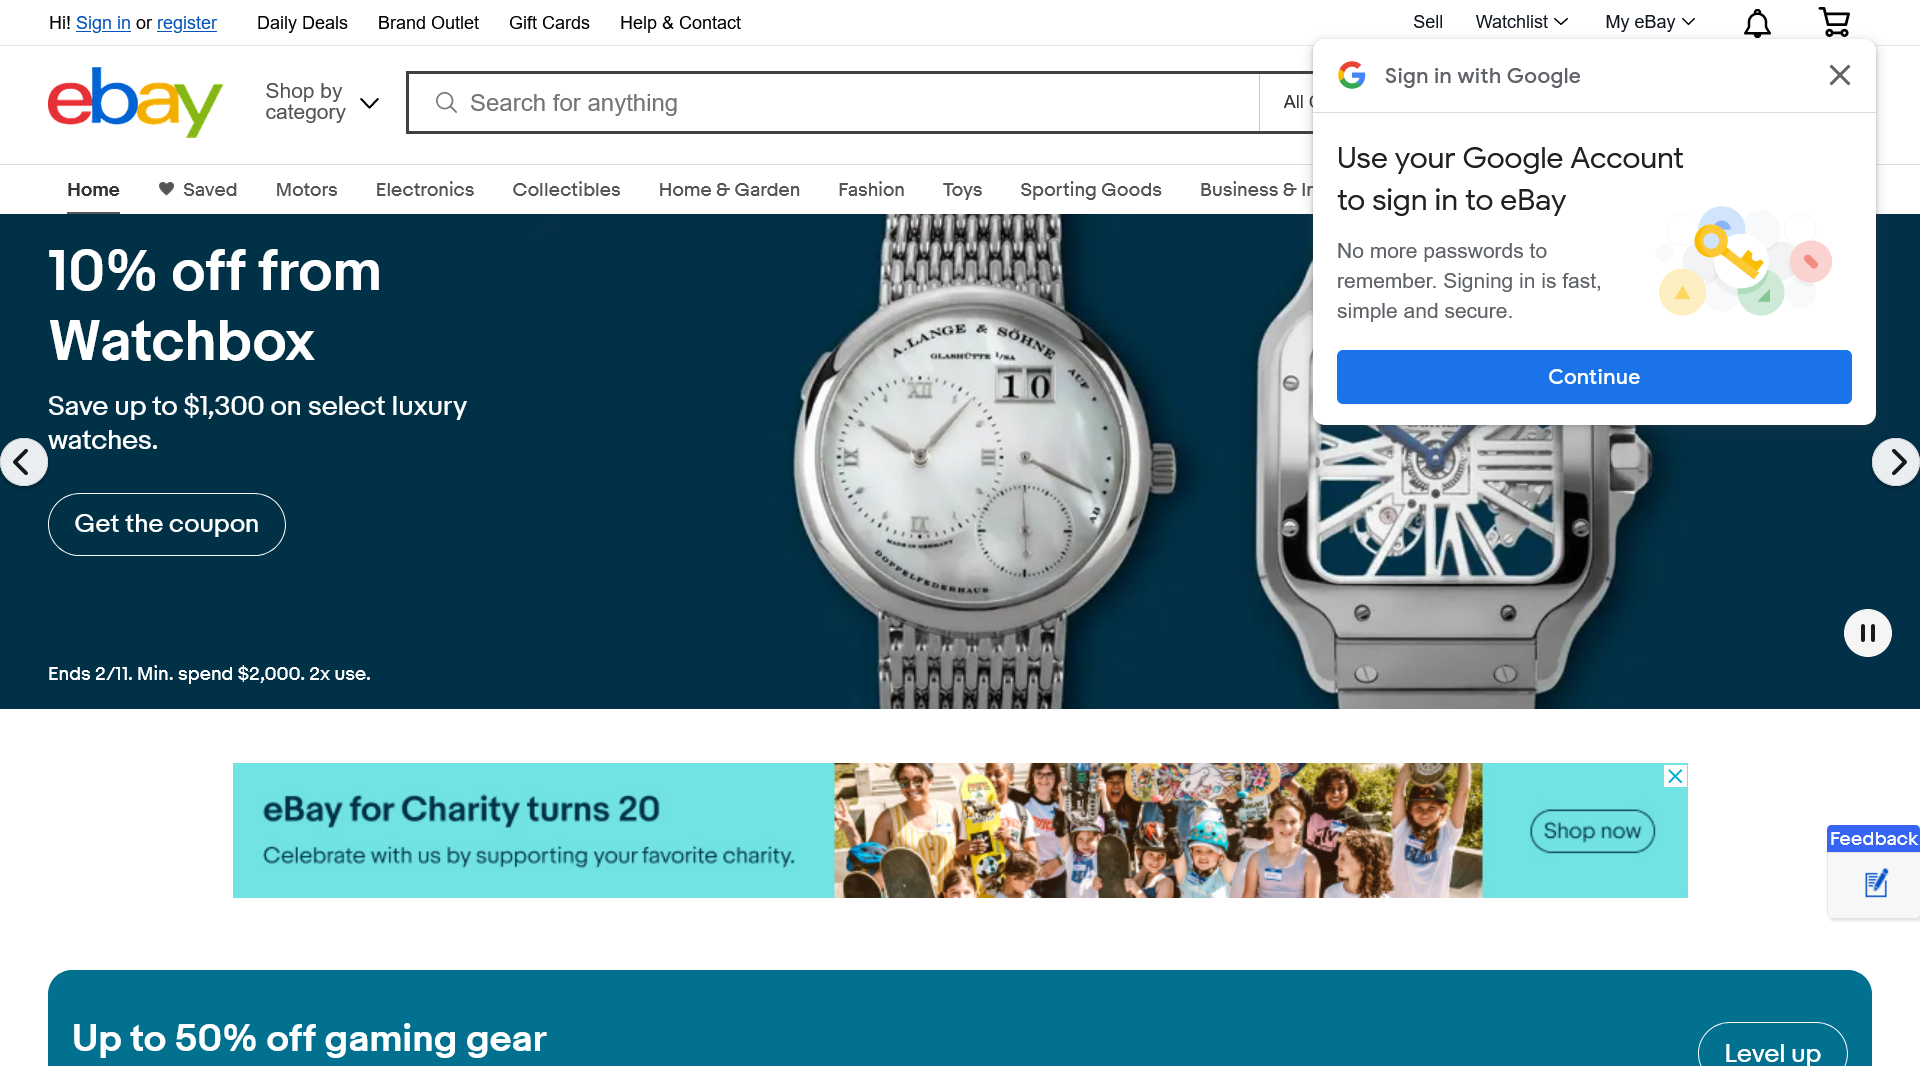 Hi! Sign in or register
Daily Deals
Brand Outlet
Gift Cards
Help & Contact
Sell
Watchlist
My eBay
ebay
Shop by
category
Search for anything
All
Sign in with Google
Use your Google Account
to sign in to eBay
No more passwords to
remember. Signing in is fast,
simple and secure.
Continue
Home
Saved
Motors
Electronics
Collectibles
Home & Garden
Fashion
Toys
Sporting Goods
Business & In
10% off from
Watchbox
Save up to $1,300 on select luxury
watches.
Get the coupon
Ends 2/11. Min. spend $2,000. 2x use.
A. LANGE & SÖHNE
GLASHÜTTE I/SA
10
AUF
AB
XII
III
IX
MADE IN GERMANY
DOPPELFEDERHAUS
eBay for Charity turns 20
Celebrate with us by supporting your favorite charity.
Shop now
Feedback
Up to 50% off gaming gear
Level up